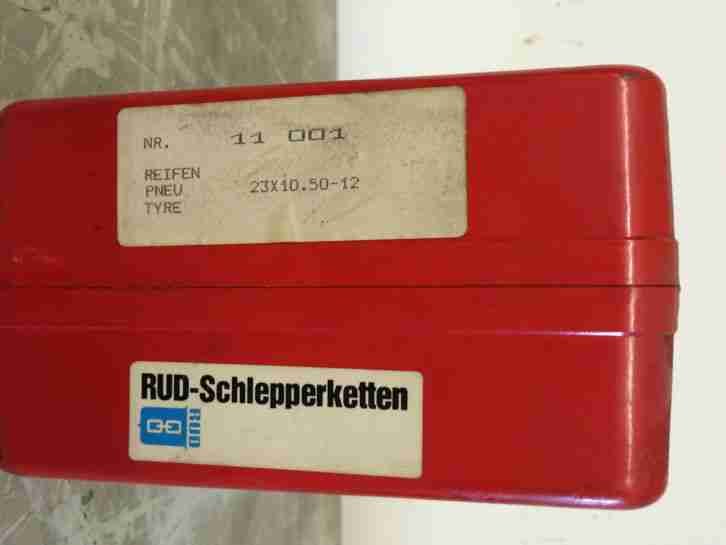 NR. 11 001
REIFEN
PNEU 23X10.50-12
TYRE
RUD-Schlepperketten
RUD